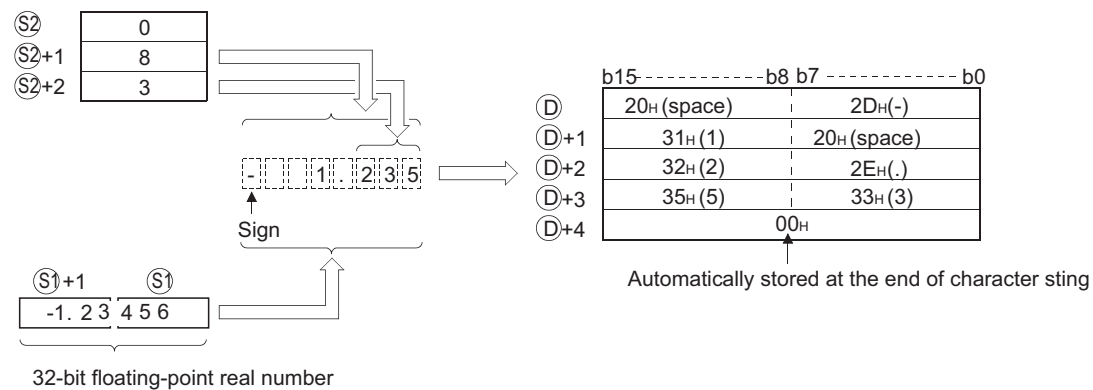 S2 0
S2+1 8
S2+2 3
- 1 . 2 3 5
Sign
S1+1 S1
-1. 2 3 4 5 6
32-bit floating-point real number
b15 b8 b7 b0
D 20H (space) 2DH(-)
D+1 31H (1) 20H (space)
D+2 32H (2) 2EH(.)
D+3 35H (5) 33H (3)
D+4 00H
Automatically stored at the end of character sting